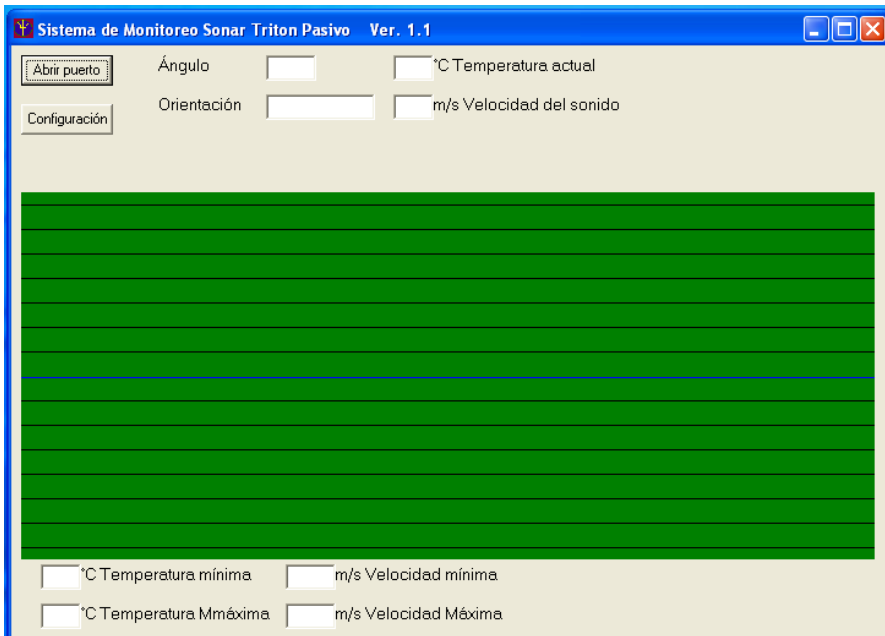 Sistema de Monitoreo Sonar Triton Pasivo Ver. 1.1
Abrir puerto
Ángulo
°C Temperatura actual
Configuración
Orientación
m/s Velocidad del sonido
°C Temperatura mínima
m/s Velocidad mínima
°C Temperatura Mmáxima
m/s Velocidad Máxima